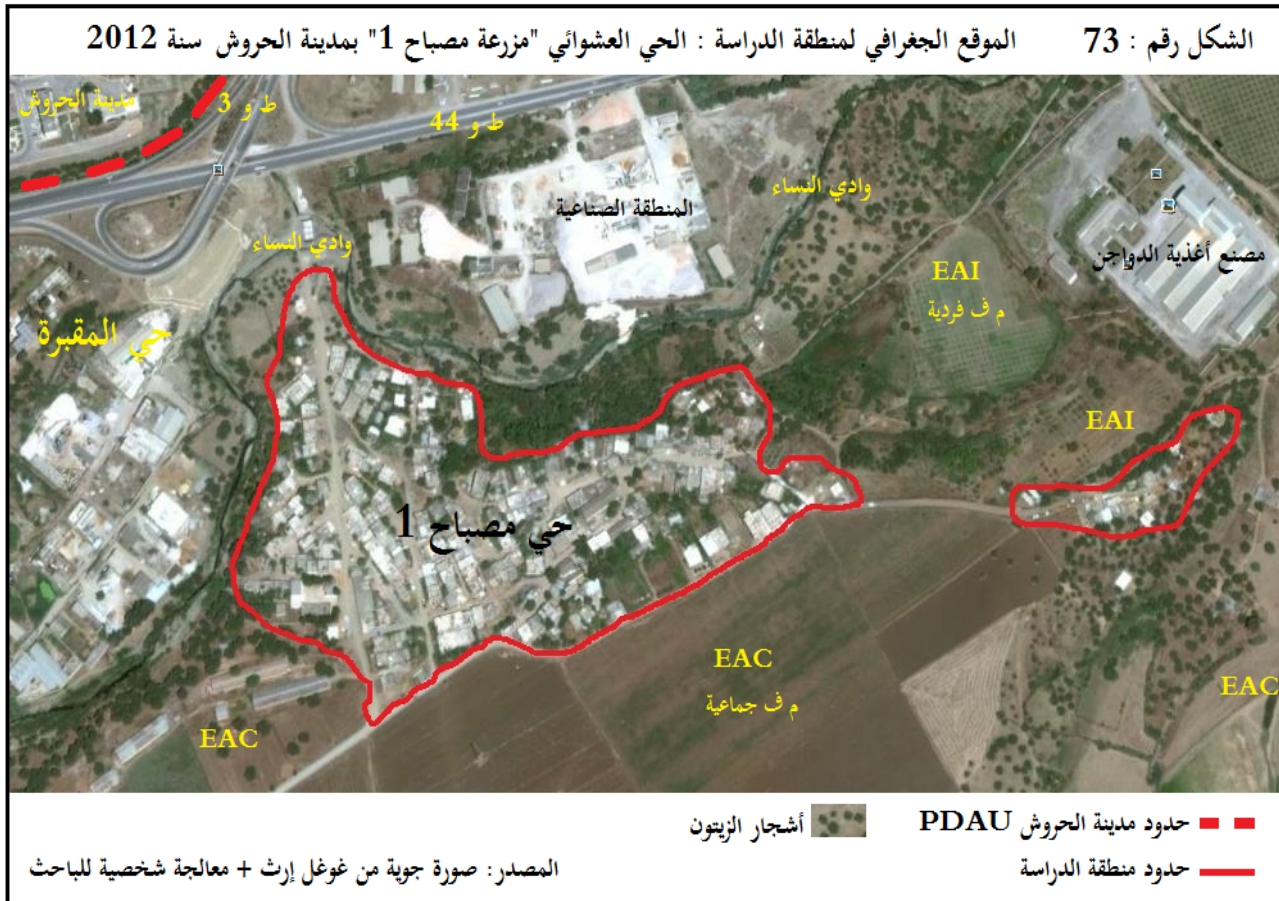 الشكل رقم : 73 الموقع الجغرافي لمنطقة الدراسة : الحي العشوائي "مزرعة مصباح 1" بمدينة الحروش سنة 2012
مدينة الحروش
ط و 3
ط و 44
وادي النساء
المنطقة الصناعية
وادي النساء
مصنع أغذية الدواجن
EAI
م ف فردية
حي المقبرة
EAI
حي مصباح 1
EAC
م ف جماعية
EAC
EAC
حدود مدينة الحروش PDAU
أشجار الزيتون
حدود منطقة الدراسة
المصدر: صورة جوية من غوغل إرث + معالجة شخصية للباحث